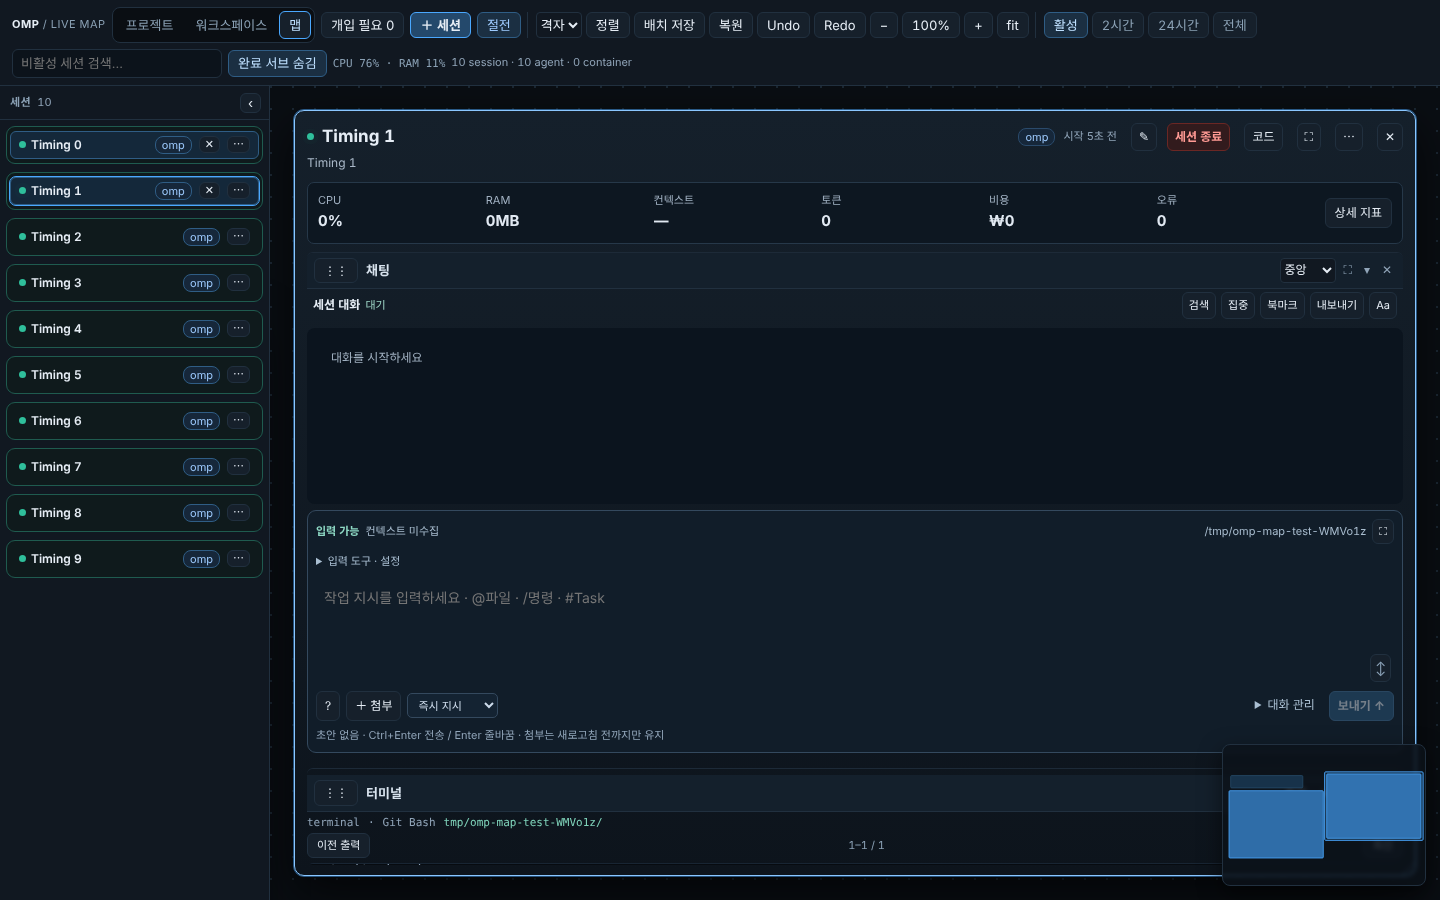 OMP / LIVE MAP 프로젝트 워크스페이스 맵 개입 필요 0 + 세션 절전 격자 정렬 배치 저장 복원 Undo Redo − 100% + fit 활성 2시간 24시간 전체
비활성 세션 검색... 완료 서브 숨김 CPU 76% · RAM 11% 10 session · 10 agent · 0 container
세션 10 ‹
Timing 0 omp × ···
Timing 1 omp × ···
Timing 2 omp ···
Timing 3 omp ···
Timing 4 omp ···
Timing 5 omp ···
Timing 6 omp ···
Timing 7 omp ···
Timing 8 omp ···
Timing 9 omp ···
Timing 1 omp 시작 5초 전 ✎ 세션 종료 코드 ⛶ ··· ×
Timing 1
CPU RAM 컨텍스트 토큰 비용 오류
0% 0MB — 0 ₩0 0 상세 지표
⋮⋮ 채팅 중앙 ⛶ ▾ ×
세션 대화 대기 검색 집중 북마크 내보내기 Aa
대화를 시작하세요
입력 가능 컨텍스트 미수집 /tmp/omp-map-test-WMVo1z ⛶
▶ 입력 도구 · 설정
작업 지시를 입력하세요 · @파일 · /명령 · #Task
? + 첨부 즉시 지시 ▶ 대화 관리 보내기 ↑
초안 없음 · Ctrl+Enter 전송 / Enter 줄바꿈 · 첨부는 새로고침 전까지만 유지
⋮⋮ 터미널
terminal · Git Bash tmp/omp-map-test-WMVo1z/
이전 출력 1–1 / 1